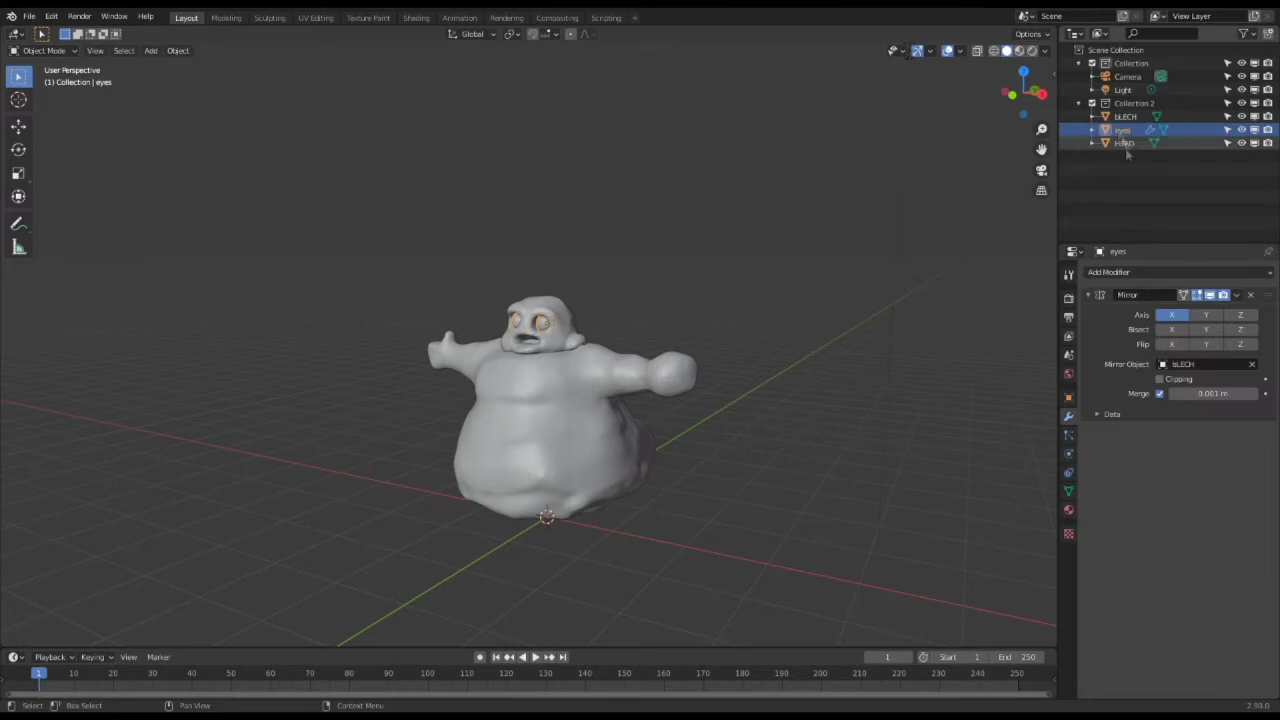 File Edit Render Window Help
Layout Modeling Sculpting UV Editing Texture Paint Shading Animation Rendering Compositing Scripting +
Scene
View Layer
Object Mode View Select Add Object
Global
Options
User Perspective
(1) Collection | eyes
Z
X
Scene Collection
Collection
Camera
Light
Collection 2
bLECH
eyes
eyes
Add Modifier
Mirror
Axis X Y Z
Bisect X Y Z
Flip X Y Z
Mirror Object bLECH
Clipping
Merge 0.001 m
Data
Playback Keying View Marker
1
Start 1 End 250
1 10 20 30 40 50 60 70 80 90 100 110 120 130 140 150 160 170 180 190 200 210 220 230 240 250
Select Box Select Pan View Context Menu
2.90.0